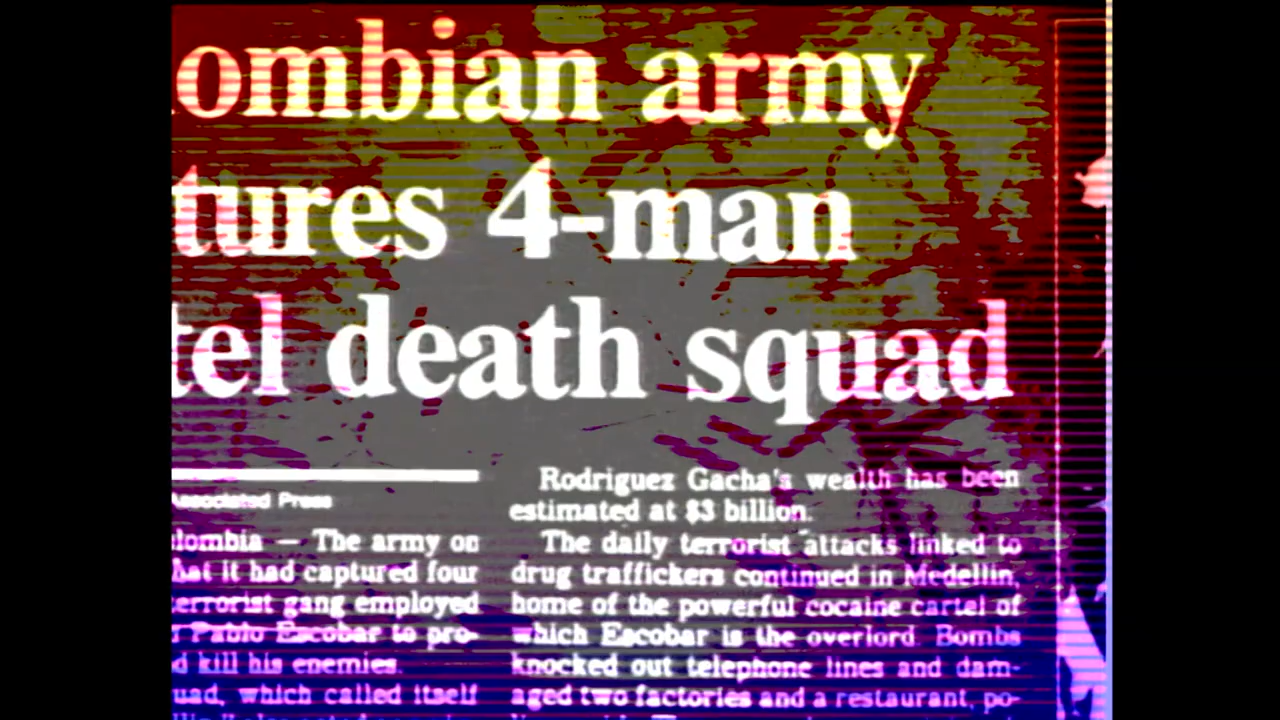 ombian army
tures 4-man
tel death squad
Associated Press
lombia — The army on
hat it had captured four
terrorist gang employed
Pablo Escobar to pro-
d kill his enemies.
uad, which called itself
Rodriguez Gacha's wealth has been
estimated at $3 billion.
The daily terrorist attacks linked to
drug traffickers continued in Medellin,
home of the powerful cocaine cartel of
which Escobar is the overlord. Bombs
knocked out telephone lines and dam-
aged two factories and a restaurant, po-